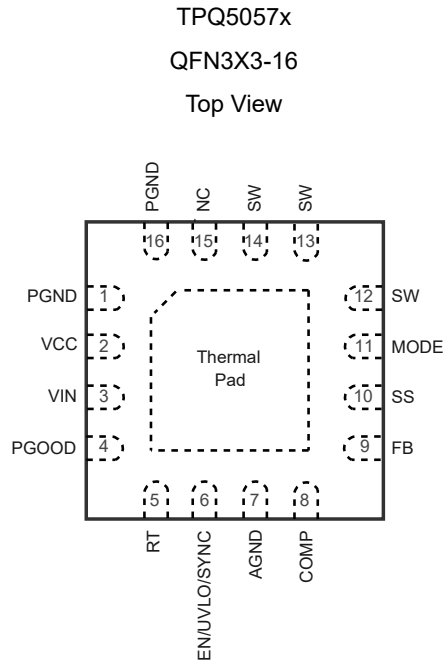 TPQ5057x
QFN3X3-16
Top View
PGND
NC
SW
SW
16
15
14
13
PGND 1
12 SW
VCC 2
11 MODE
VIN 3
10 SS
PGOOD 4
9 FB
Thermal
Pad
5
6
7
8
RT
EN/UVLO/SYNC
AGND
COMP